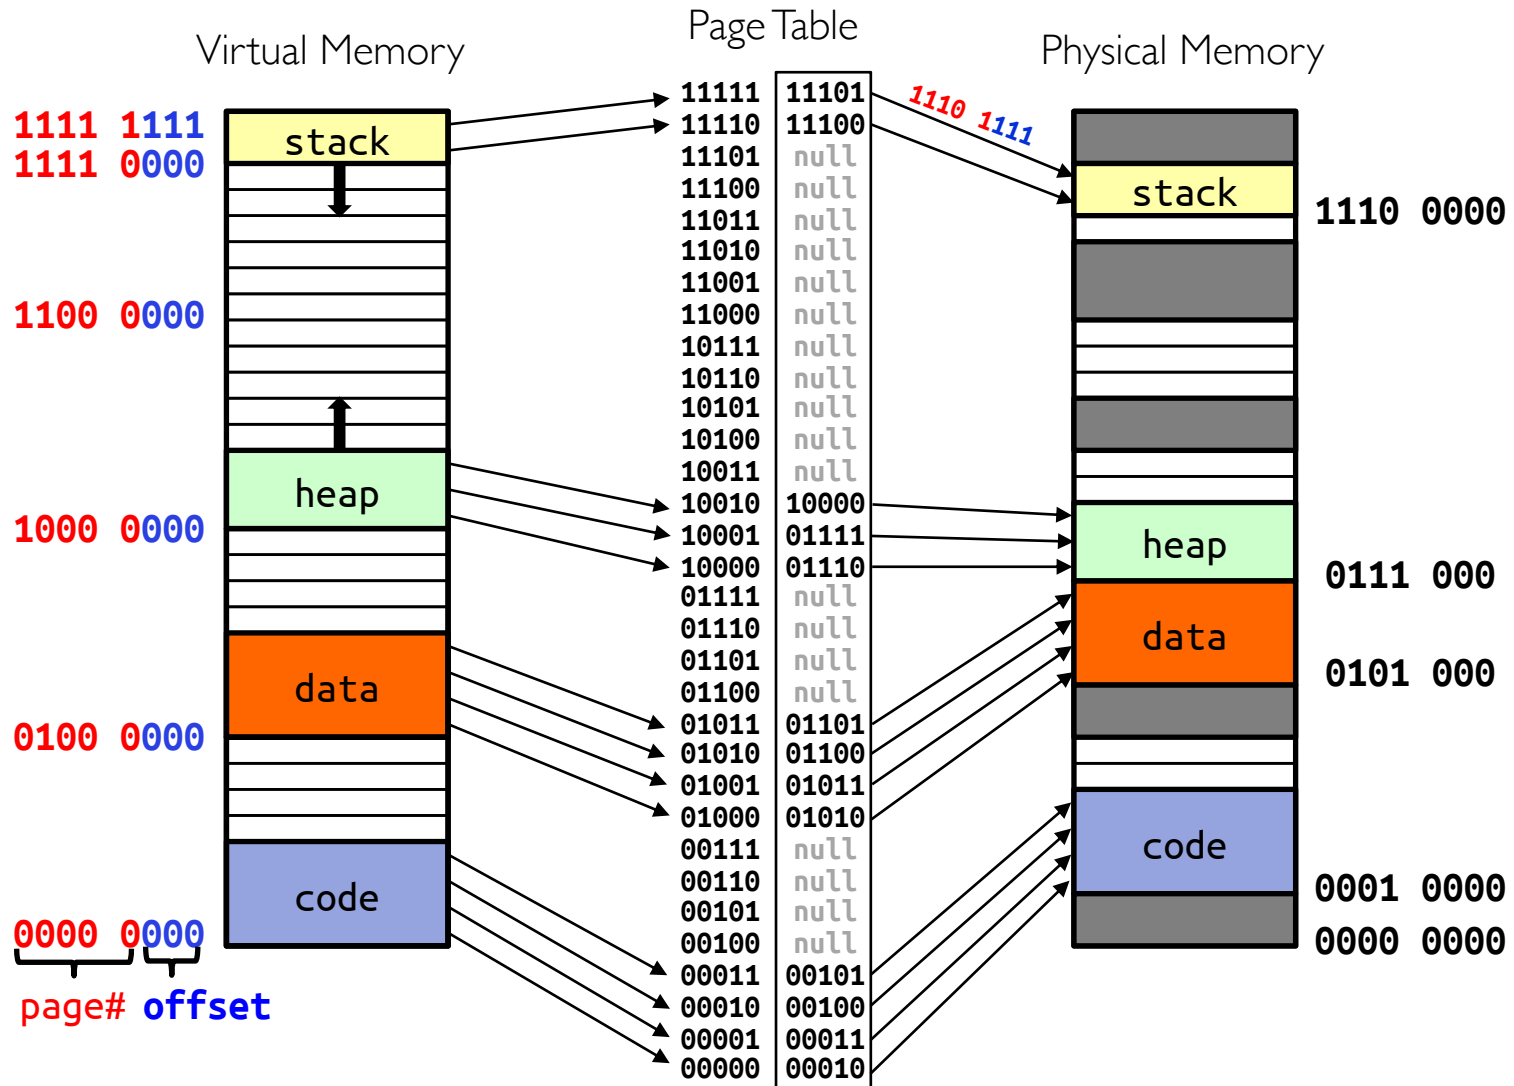 Page Table
Virtual Memory
Physical Memory
1111 1111
1111 0000
1100 0000
1000 0000
0100 0000
0000 0000
page# offset
stack
heap
data
code
11111 11101
11110 11100
11101 null
11100 null
11011 null
11010 null
11001 null
11000 null
10111 null
10110 null
10101 null
10100 null
10011 null
10010 10000
10001 01111
10000 01110
01111 null
01110 null
01101 null
01100 null
01011 01101
01010 01100
01001 01011
01000 01010
00111 null
00110 null
00101 null
00100 null
00011 00101
00010 00100
00001 00011
00000 00010
1110 1111
stack
heap
data
code
1110 0000
0111 000
0101 000
0001 0000
0000 0000